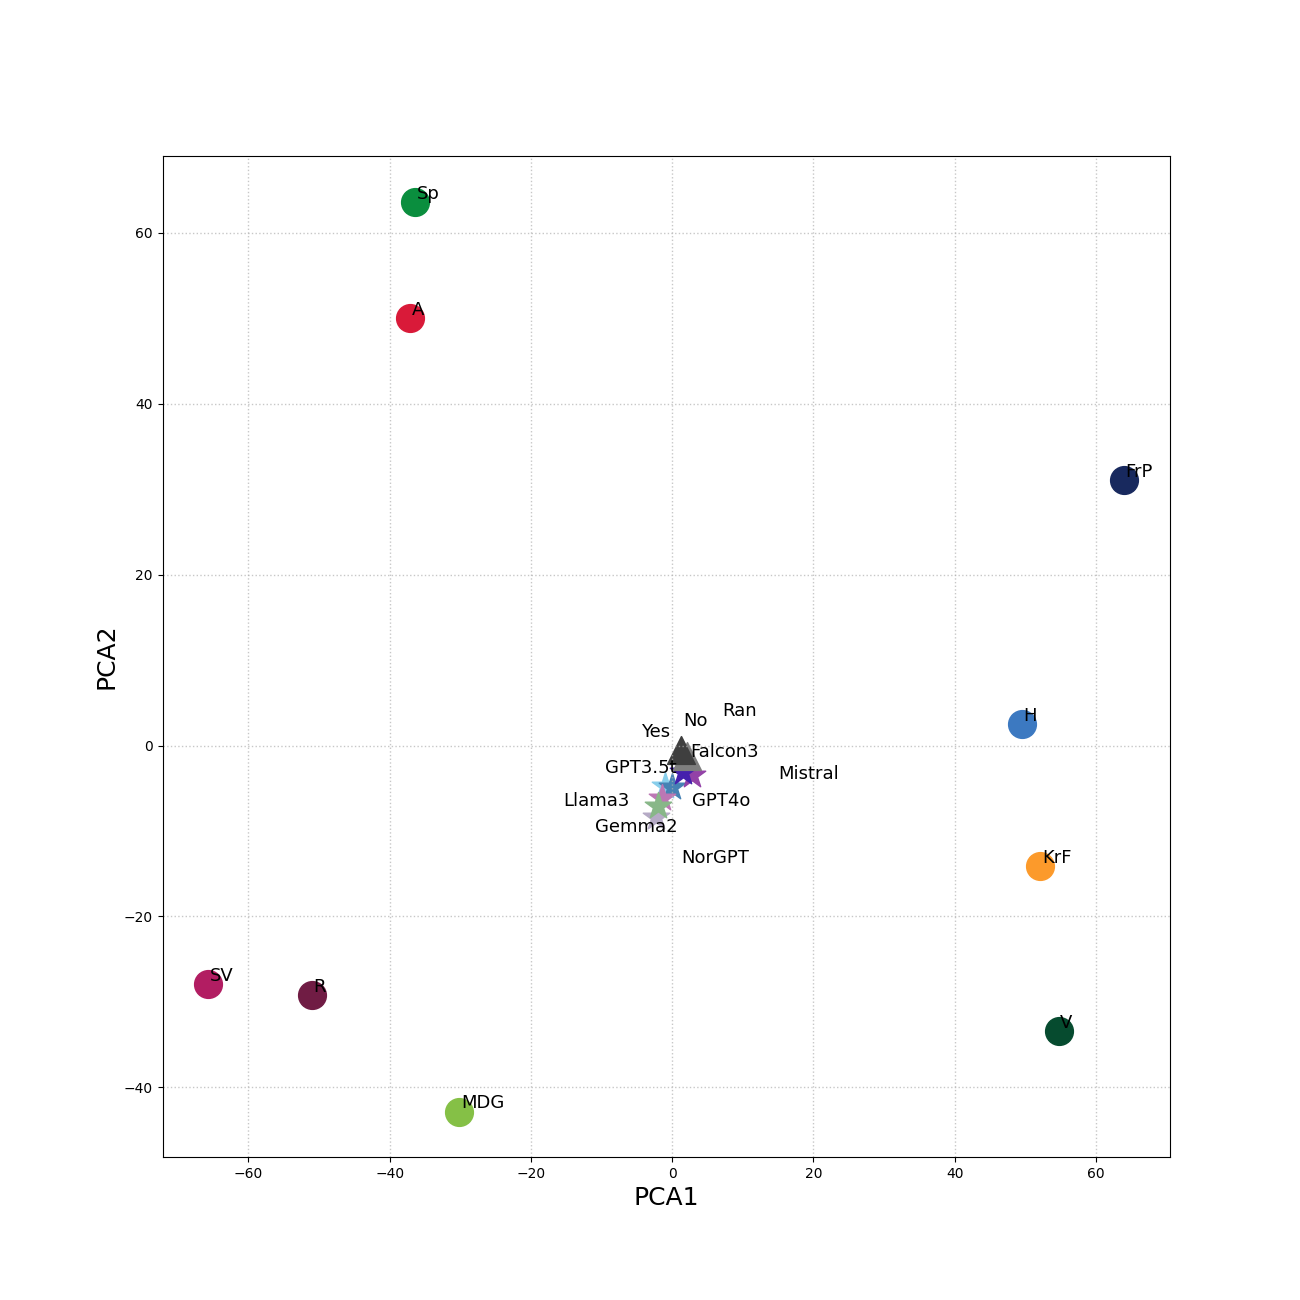 Sp
60
A
40
FrP
20
PCA2
Ran
No
H
Yes
0
Falcon3
GPT3.5t
Mistral
Llama3
GPT4o
Gemma2
NorGPT
KrF
−20
SV
R
V
−40
MDG
−60
−40
−20
0
20
40
60
PCA1